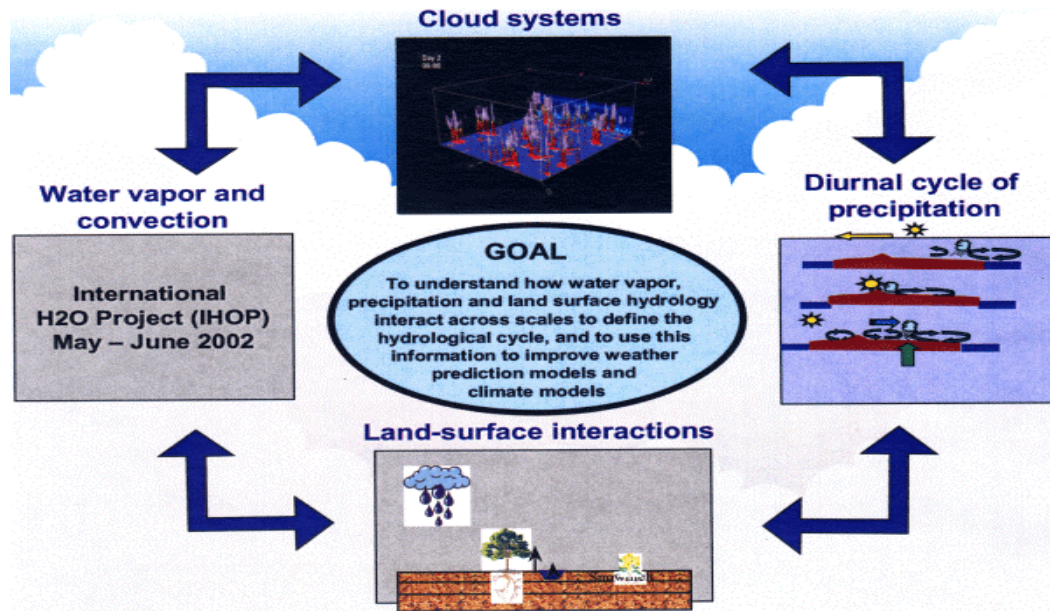 Cloud systems
Day 2
Water vapor and
convection
International
H2O Project (IHOP)
May – June 2002
GOAL
To understand how water vapor,
precipitation and land surface hydrology
interact across scales to define the
hydrological cycle, and to use this
information to improve weather
prediction models and
climate models
Diurnal cycle of
precipitation
Land-surface interactions